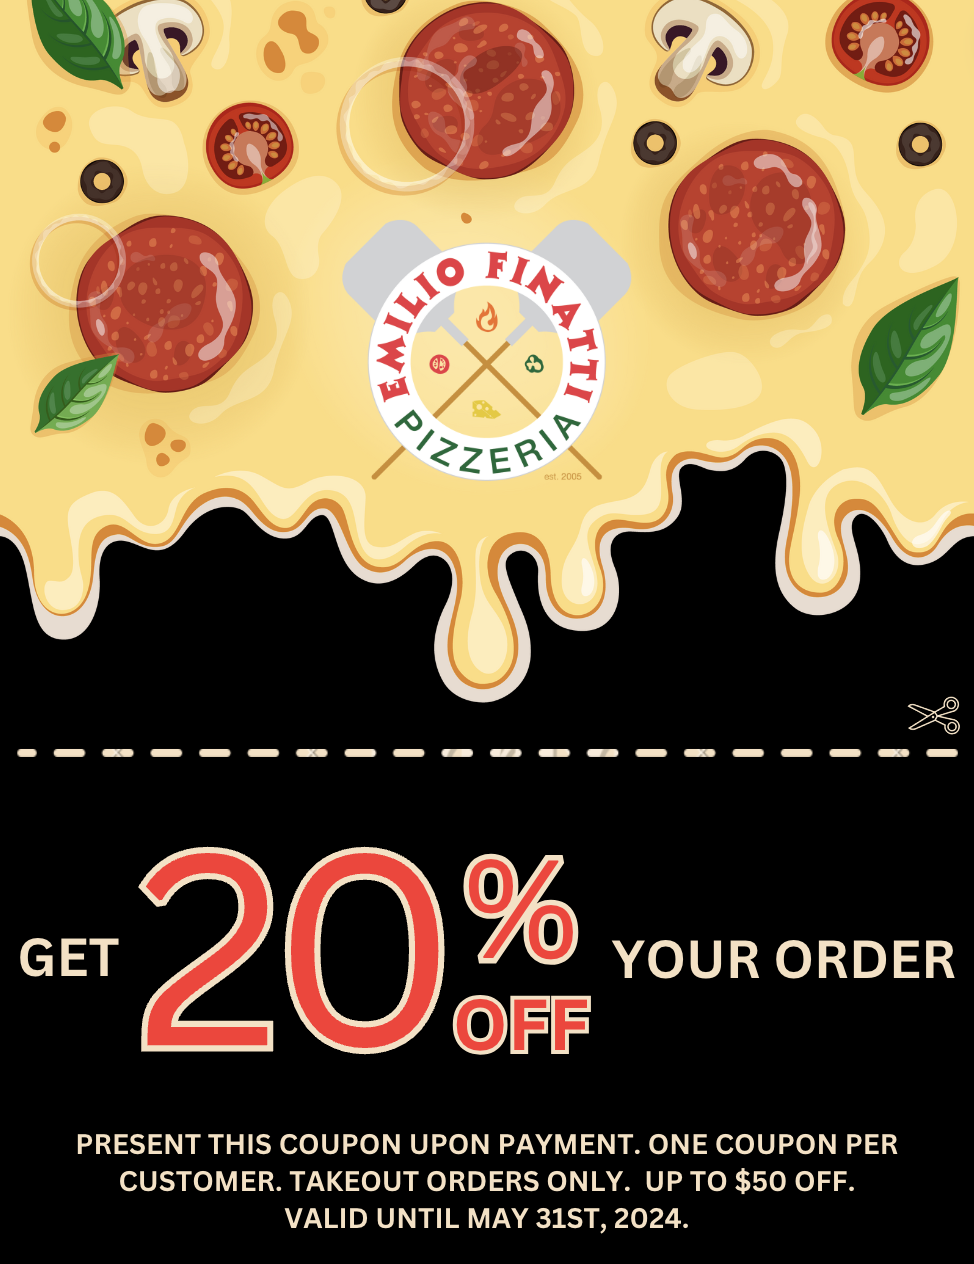 EMILIO FINATTI
PIZZERIA
est. 2005
GET 20% OFF YOUR ORDER
PRESENT THIS COUPON UPON PAYMENT. ONE COUPON PER
CUSTOMER. TAKEOUT ORDERS ONLY. UP TO $50 OFF.
VALID UNTIL MAY 31ST, 2024.